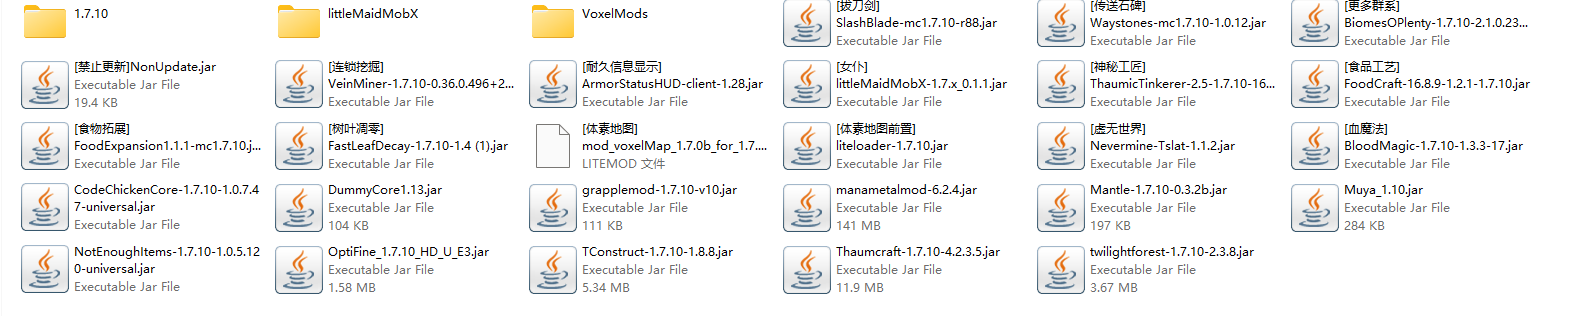 1.7.10
littleMaidMobX
VoxelMods
[拔刀剑]
SlashBlade-mc1.7.10-r88.jar
Executable Jar File
[传送石碑]
Waystones-mc1.7.10-1.0.12.jar
Executable Jar File
[更多群系]
BiomesOPlenty-1.7.10-2.1.0.23...
Executable Jar File
[禁止更新]NonUpdate.jar
Executable Jar File
19.4 KB
[连锁挖掘]
VeinMiner-1.7.10-0.36.0.496+2...
Executable Jar File
[耐久信息显示]
ArmorStatusHUD-client-1.28.jar
Executable Jar File
[女仆]
littleMaidMobX-1.7.x_0.1.1.jar
Executable Jar File
[神秘工匠]
ThaumicTinkerer-2.5-1.7.10-16...
Executable Jar File
[食品工艺]
FoodCraft-16.8.9-1.2.1-1.7.10.jar
Executable Jar File
[食物拓展]
FoodExpansion1.1.1-mc1.7.10.j...
Executable Jar File
[树叶凋零]
FastLeafDecay-1.7.10-1.4 (1).jar
Executable Jar File
[体素地图]
mod_voxelMap_1.7.0b_for_1.7....
LITEMOD 文件
[体素地图前置]
liteloader-1.7.10.jar
Executable Jar File
[虚无世界]
Nevermine-Tslat-1.1.2.jar
Executable Jar File
[血魔法]
BloodMagic-1.7.10-1.3.3-17.jar
Executable Jar File
CodeChickenCore-1.7.10-1.0.7.4
7-universal.jar
Executable Jar File
DummyCore1.13.jar
Executable Jar File
104 KB
grapplemod-1.7.10-v10.jar
Executable Jar File
111 KB
manametalmod-6.2.4.jar
Executable Jar File
141 MB
Mantle-1.7.10-0.3.2b.jar
Executable Jar File
197 KB
Muya_1.10.jar
Executable Jar File
284 KB
NotEnoughItems-1.7.10-1.0.5.12
0-universal.jar
Executable Jar File
OptiFine_1.7.10_HD_U_E3.jar
Executable Jar File
1.58 MB
TConstruct-1.7.10-1.8.8.jar
Executable Jar File
5.34 MB
Thaumcraft-1.7.10-4.2.3.5.jar
Executable Jar File
11.9 MB
twilightforest-1.7.10-2.3.8.jar
Executable Jar File
3.67 MB